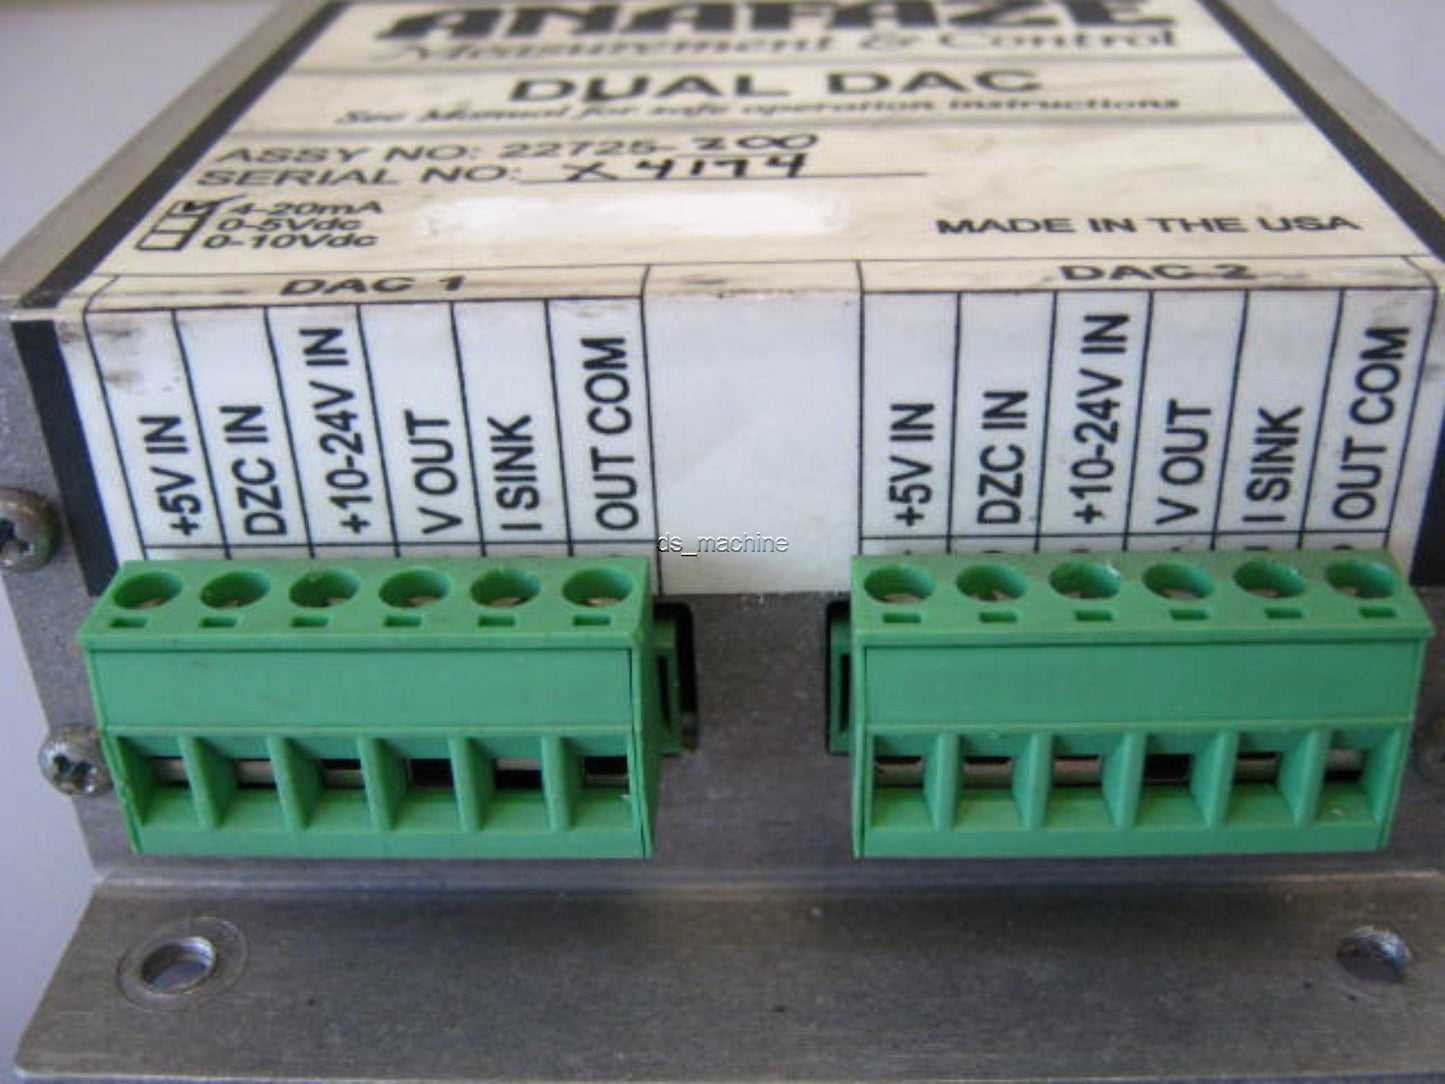 ANAFAZE
Measurement & Control
DUAL DAC
See Manual for safe operation instructions
ASSY NO: 22725-200
SERIAL NO: X4174
4-20mA
0-5Vdc
0-10Vdc
MADE IN THE USA
DAC 1
+5V IN
DZC IN
+10-24V IN
V OUT
I SINK
OUT COM
DAC 2
+5V IN
DZC IN
+10-24V IN
V OUT
I SINK
OUT COM
ds_machine